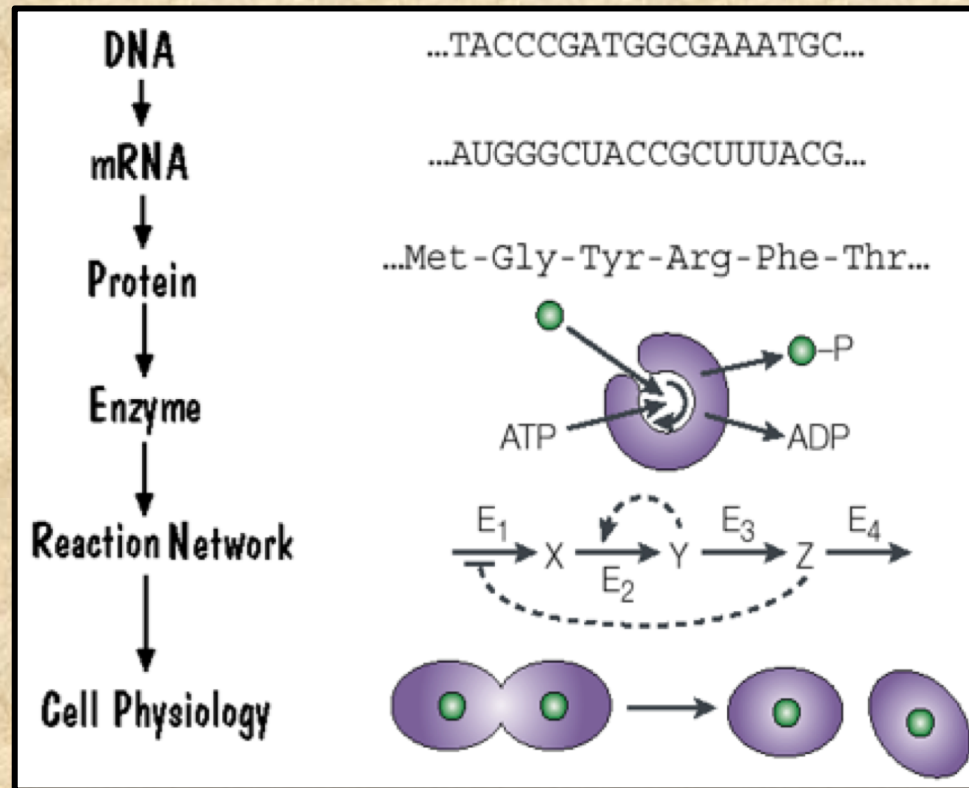 DNA
...TACCCGATGGCGAAATGC...
mRNA
...AUGGGCUACCGCUUUACG...
Protein
...Met-Gly-Tyr-Arg-Phe-Thr...
–P
Enzyme
ATP
ADP
Reaction Network
E1 X E2 Y E3 Z E4
Cell Physiology